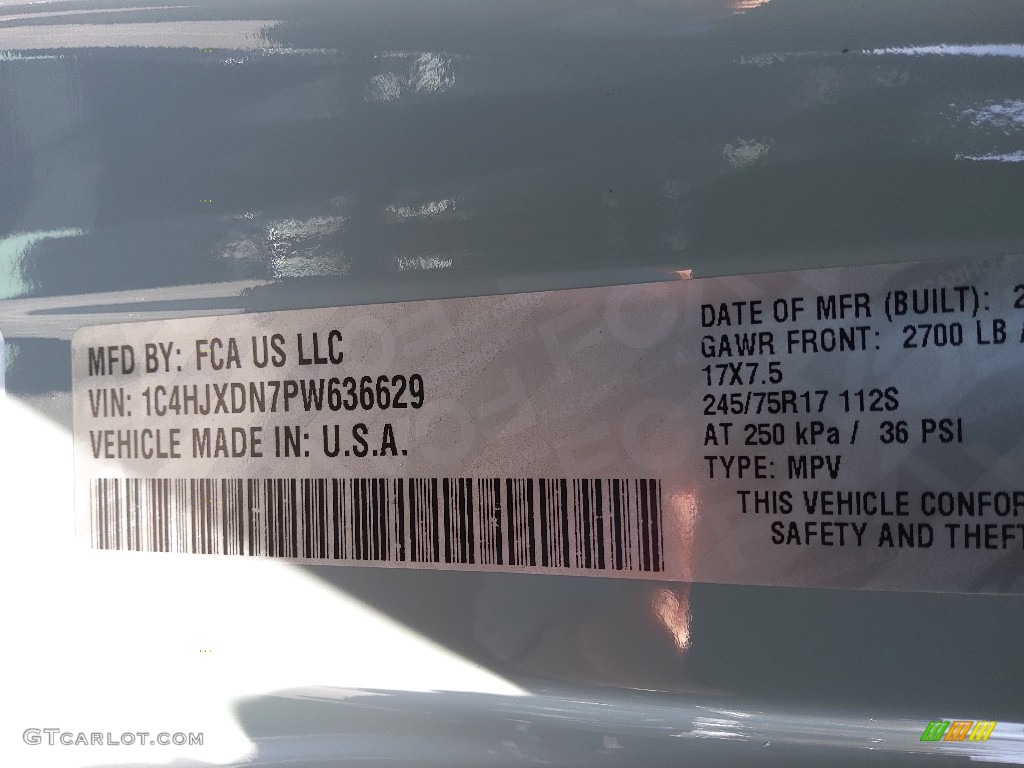 MFD BY: FCA US LLC
VIN: 1C4HJXDN7PW636629
VEHICLE MADE IN: U.S.A.
DATE OF MFR (BUILT): 2
GAWR FRONT: 2700 LB
17X7.5
245/75R17 112S
AT 250 kPa / 36 PSI
TYPE: MPV
THIS VEHICLE CONFOR
SAFETY AND THEFT
GTcarlot.com